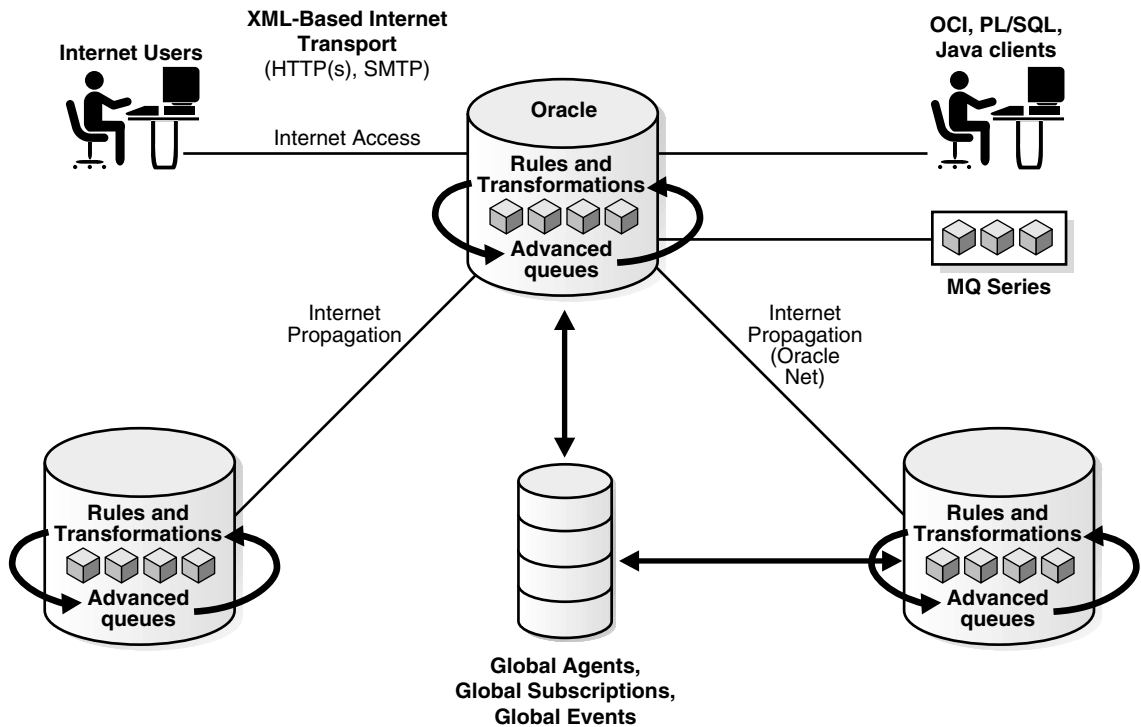 XML-Based Internet
Transport
(HTTP(s), SMTP)
Internet Users
OCI, PL/SQL,
Java clients
Oracle
Internet Access
Rules and
Transformations
Advanced
queues
MQ Series
Internet
Propagation
Internet
Propagation
(Oracle
Net)
Rules and
Transformations
Advanced
queues
Rules and
Transformations
Advanced
queues
Global Agents,
Global Subscriptions,
Global Events